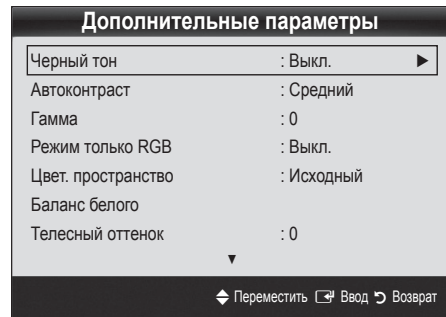 Дополнительные параметры
Черный тон : Выкл. ►
Автоконтраст : Средний
Гамма : 0
Режим только RGB : Выкл.
Цвет. пространство : Исходный
Баланс белого
Телесный оттенок : 0
▼
Переместить Ввод Возврат